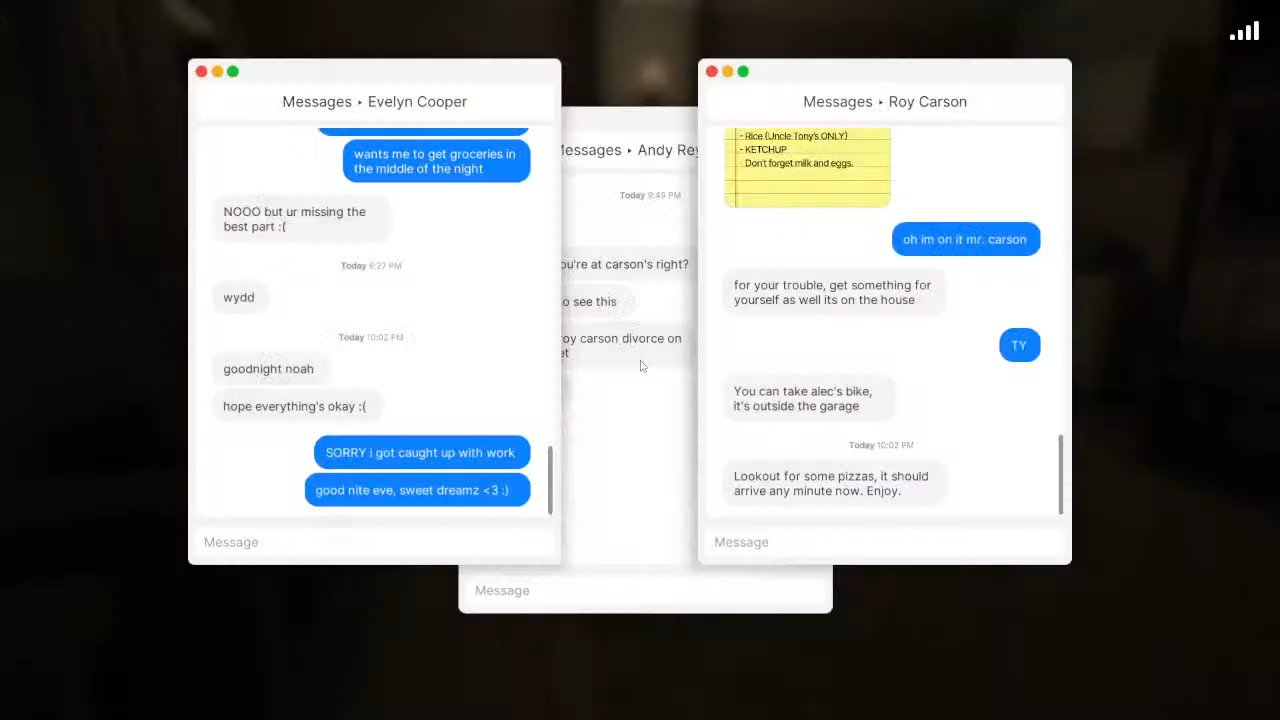 Messages ▸ Evelyn Cooper
wants me to get groceries in
the middle of the night
NOOO but ur missing the
best part :(
Today 9:27 PM
wydd
Today 10:02 PM
goodnight noah
hope everything's okay :(
SORRY i got caught up with work
good nite eve, sweet dreamz <3 :)
Message
Messages ▸ Andy
Today 9:49 PM
at carson's right?
see this
carson divorce on
Message
Messages ▸ Roy Carson
- Rice (Uncle Tony's ONLY)
- KETCHUP
- Don't forget milk and eggs.
oh im on it mr. carson
for your trouble, get something for
yourself as well its on the house
TY
You can take alec's bike,
it's outside the garage
Today 10:02 PM
Lookout for some pizzas, it should
arrive any minute now. Enjoy.
Message